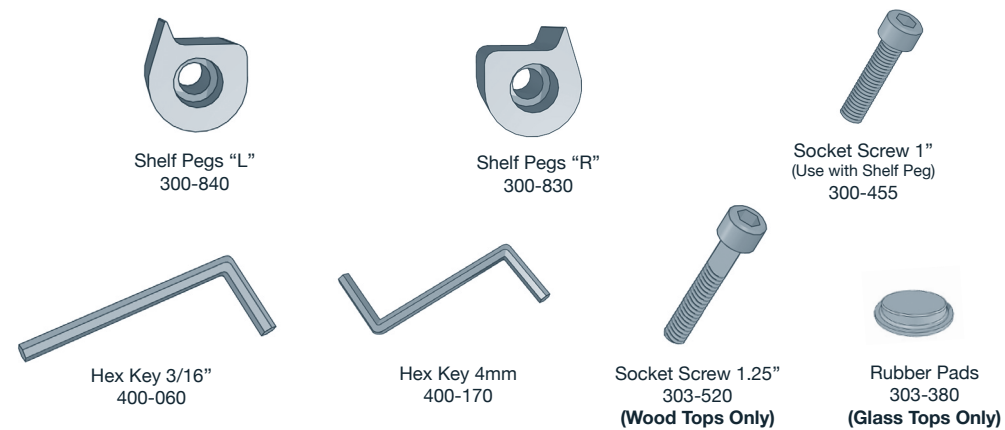 Shelf Pegs “L”
300-840
Shelf Pegs “R”
300-830
Socket Screw 1”
(Use with Shelf Peg)
300-455
Hex Key 3/16”
400-060
Hex Key 4mm
400-170
Socket Screw 1.25”
303-520
(Wood Tops Only)
Rubber Pads
303-380
(Glass Tops Only)